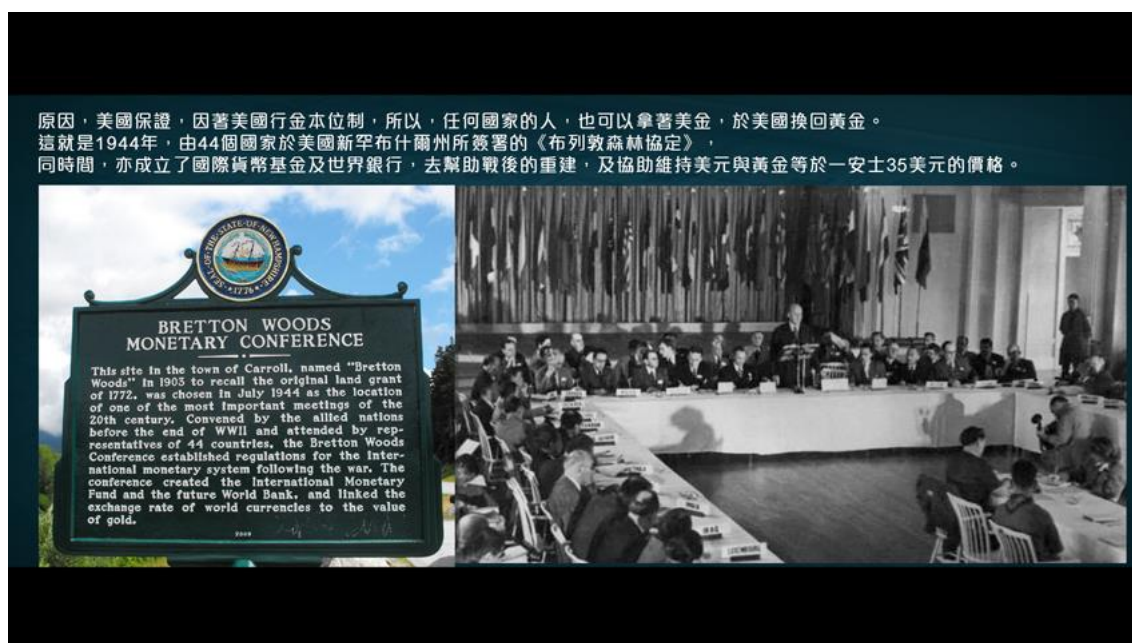 原因，美國保證，因著美國行金本位制，所以，任何國家的人，也可以拿著美金，於美國換回黃金。
這就是1944年，由44個國家於美國新罕布什爾州所簽署的《布列敦森林協定》，
同時間，亦成立了國際貨幣基金及世界銀行，去幫助戰後的重建，及協助維持美元與黃金等於一安士35美元的價格。
SEAL·OF·THE·STATE·OF·NEW HAMPSHIRE
1776
BRETTON WOODS
MONETARY CONFERENCE
This site in the town of Carroll, named "Bretton
Woods" in 1903 to recall the original land grant
of 1772, was chosen in July 1944 as the location
of one of the most important meetings of the
20th century. Convened by the allied nations
before the end of WWII and attended by rep-
resentatives of 44 countries, the Bretton Woods
Conference established regulations for the inter-
national monetary system following the war. The
conference created the International Monetary
Fund and the future World Bank, and linked the
exchange rate of world currencies to the value
of gold.
IRAQ
LUXEMBOURG